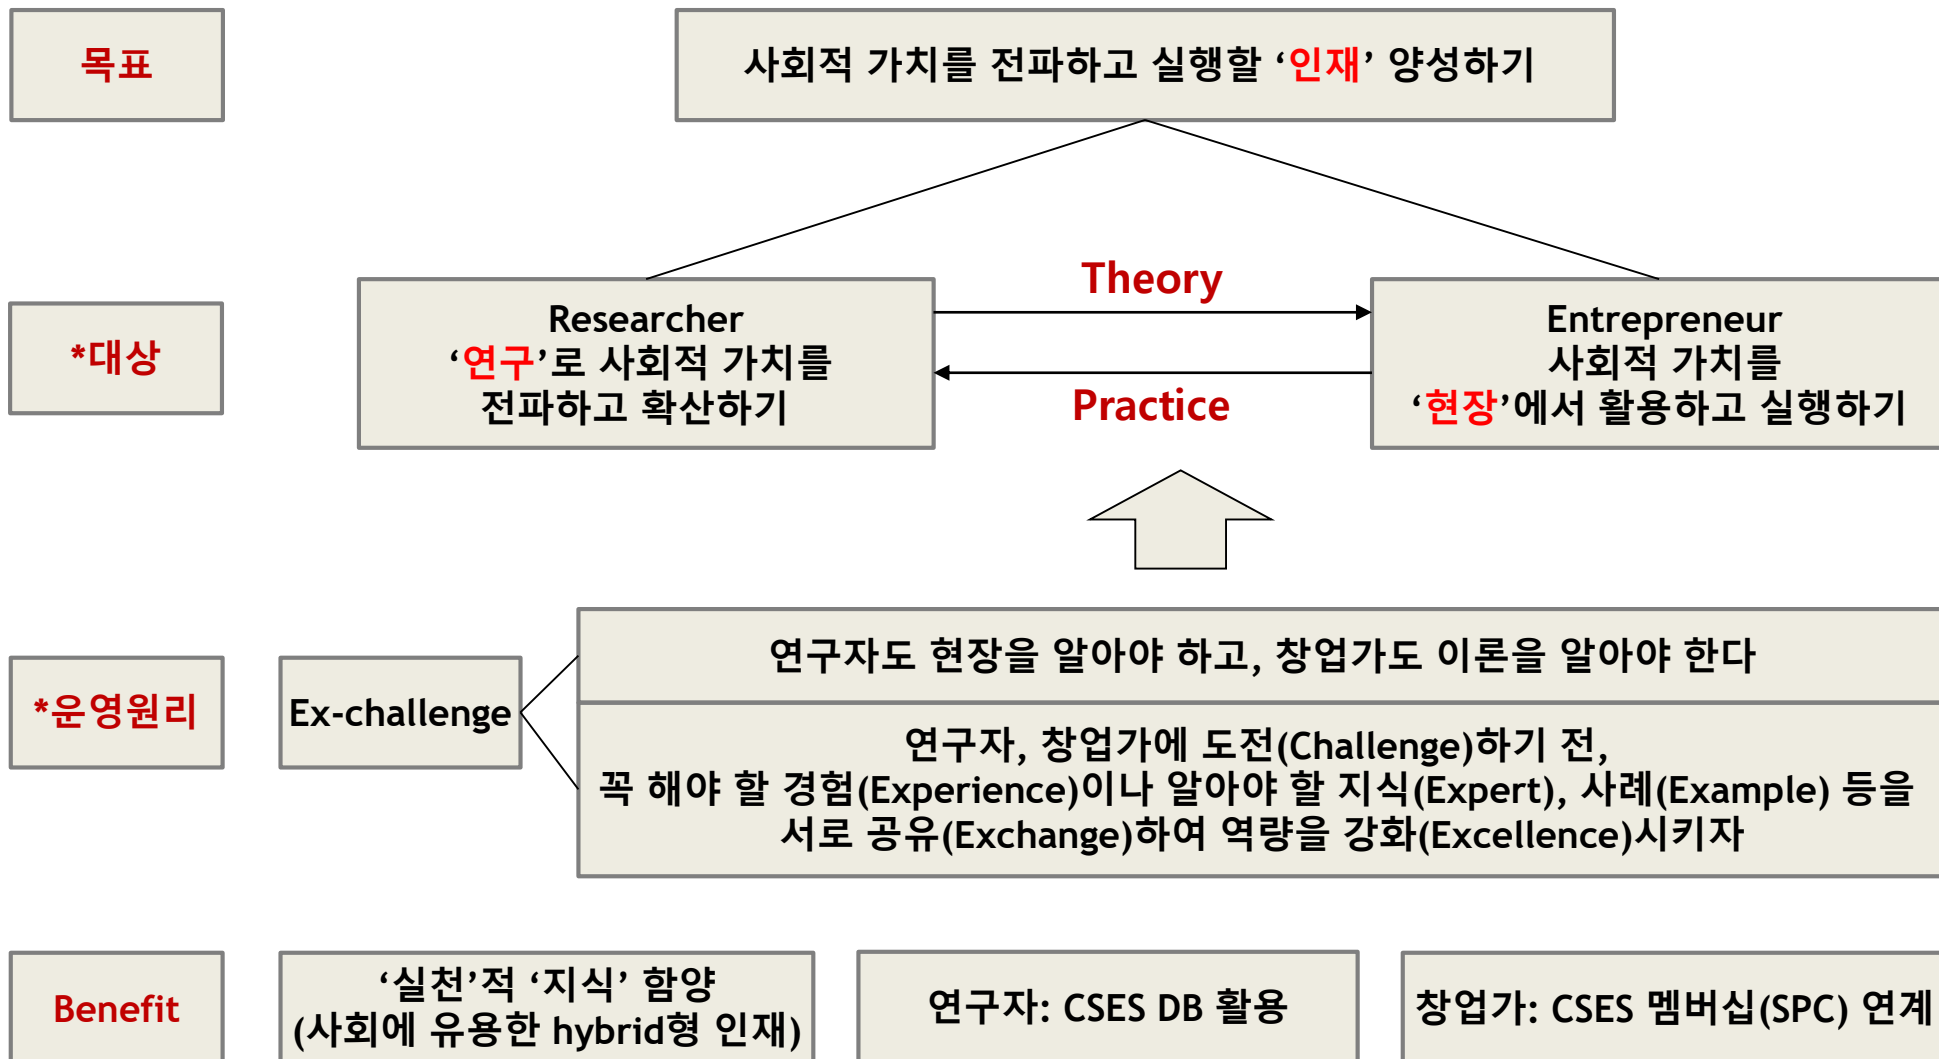 목표
사회적 가치를 전파하고 실행할 ‘인재’ 양성하기
*대상
Researcher
‘연구’로 사회적 가치를
전파하고 확산하기
Theory
Practice
Entrepreneur
사회적 가치를
‘현장’에서 활용하고 실행하기
*운영원리
Ex-challenge
연구자도 현장을 알아야 하고, 창업가도 이론을 알아야 한다
연구자, 창업가에 도전(Challenge)하기 전,
꼭 해야 할 경험(Experience)이나 알아야 할 지식(Expert), 사례(Example) 등을
서로 공유(Exchange)하여 역량을 강화(Excellence)시키자
Benefit
‘실천’적 ‘지식’ 함양
(사회에 유용한 hybrid형 인재)
연구자: CSES DB 활용
창업가: CSES 멤버십(SPC) 연계